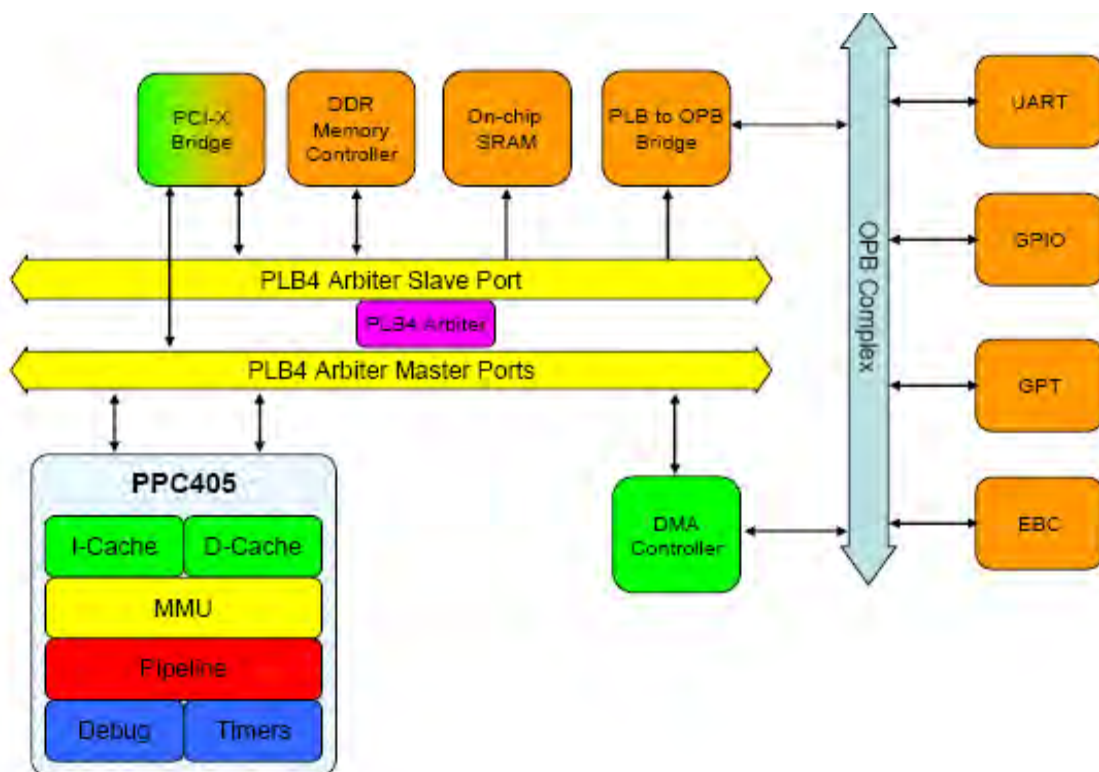 PCI-X
Bridge
DDR
Memory
Controller
On-chip
SRAM
PLB to OPB
Bridge
UART
GPIO
GPT
EBC
OPB Complex
PLB4 Arbiter Slave Port
PLB4 Arbiter
PLB4 Arbiter Master Ports
PPC405
I-Cache
D-Cache
MMU
Pipeline
Debug
Timers
DMA
Controller